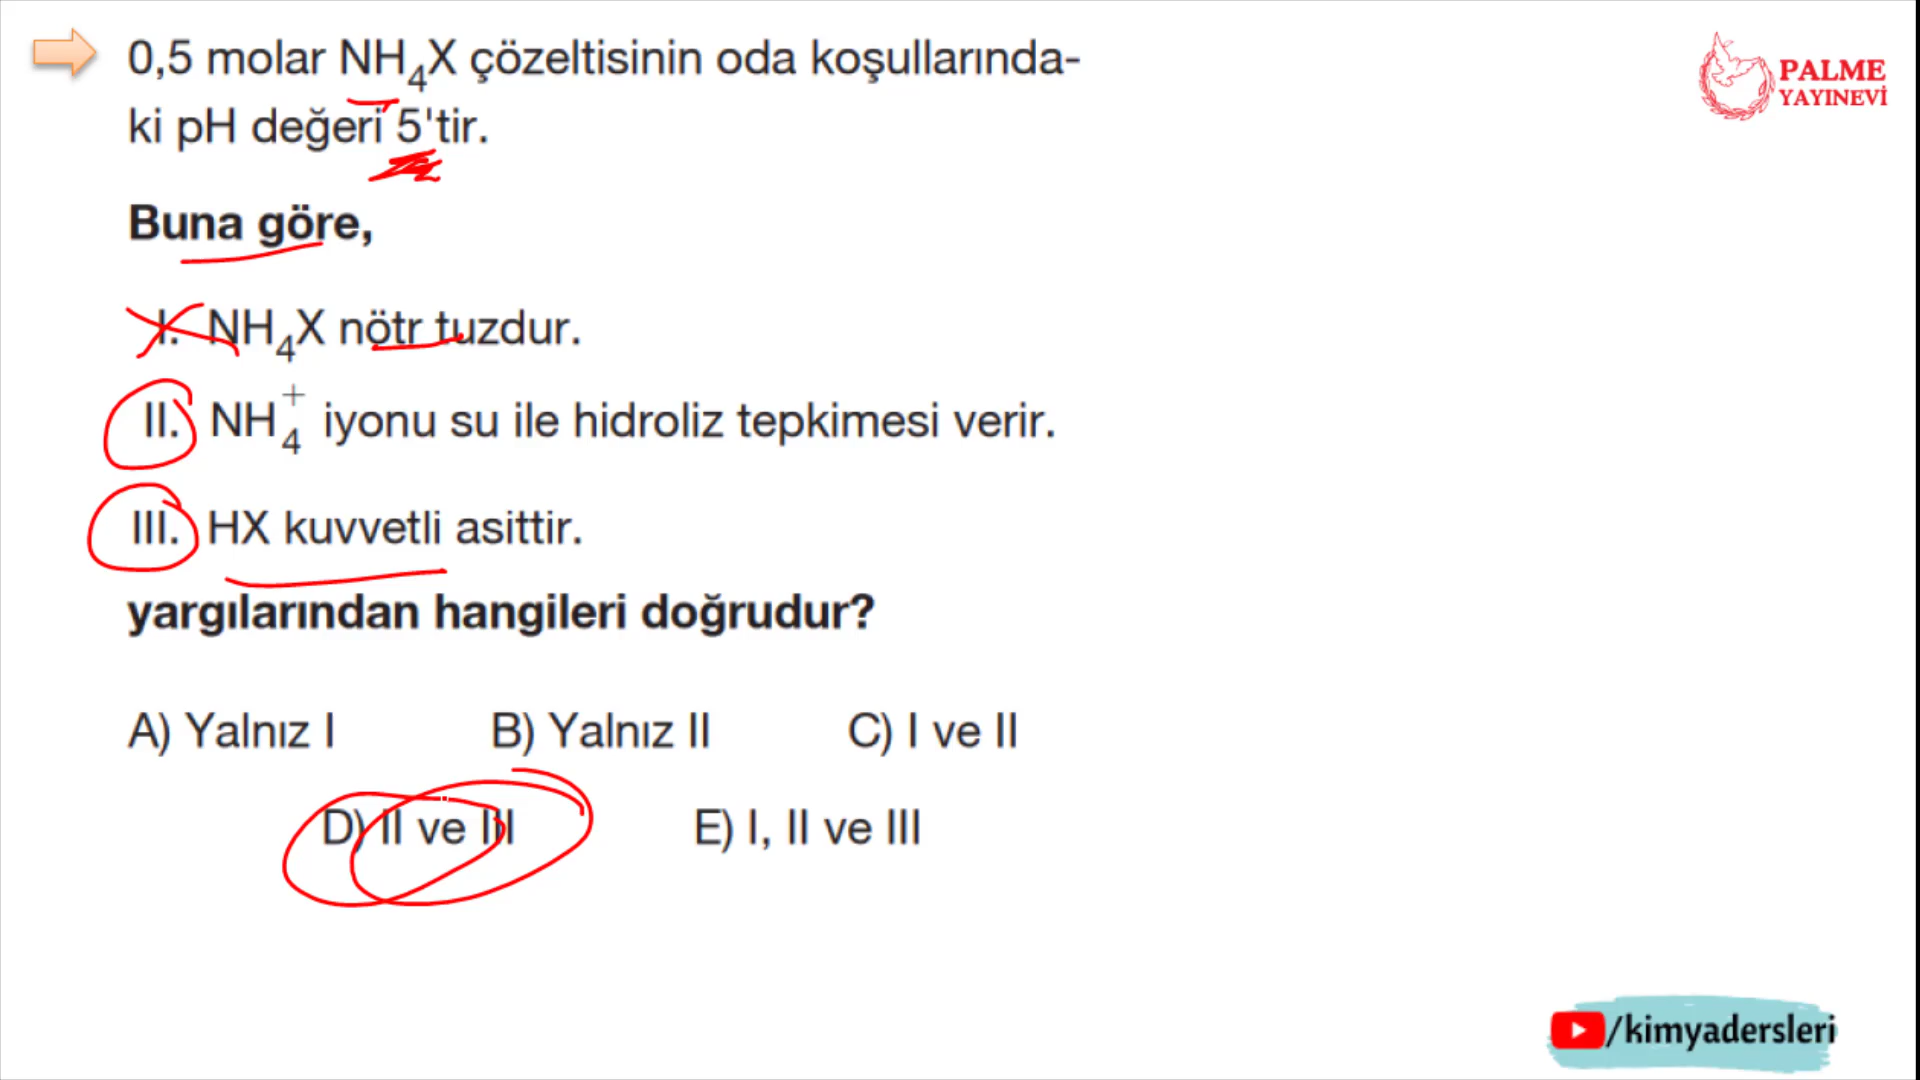 0,5 molar NH₄X çözeltisinin oda koşullarında-
ki pH değeri 5'tir.
Buna göre,
I. NH₄X nötr tuzdur.
II. NH₄⁺ iyonu su ile hidroliz tepkimesi verir.
III. HX kuvvetli asittir.
yargılarından hangileri doğrudur?
A) Yalnız I B) Yalnız II C) I ve II
D) II ve III E) I, II ve III
PALME
YAYINEVİ
/kimyadersleri